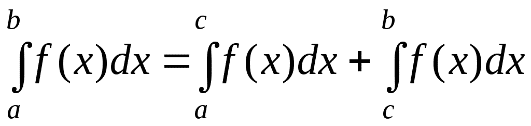 ∫_a^b f(x)dx = ∫_a^c f(x)dx + ∫_c^b f(x)dx